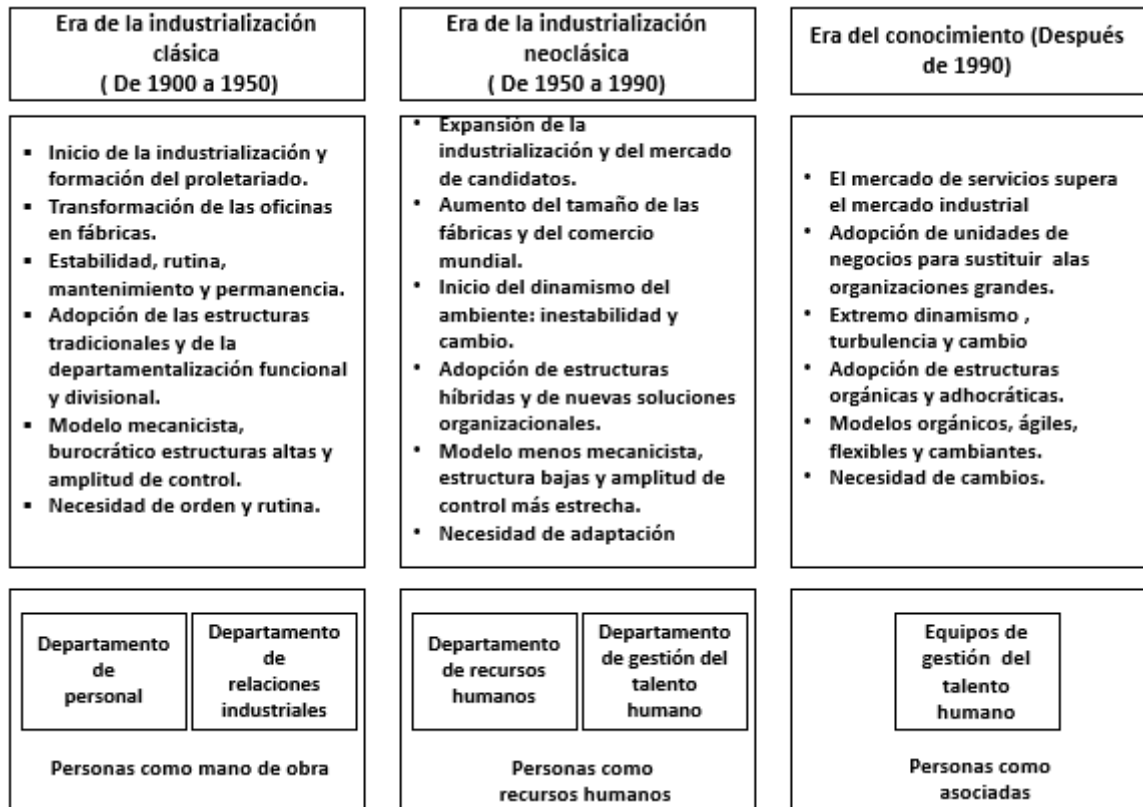 Era de la industrialización
clásica
( De 1900 a 1950)
Era de la industrialización
neoclásica
( De 1950 a 1990)
Era del conocimiento (Después
de 1990)
▪ Inicio de la industrialización y
formación del proletariado.
▪ Transformación de las oficinas
en fábricas.
▪ Estabilidad, rutina,
mantenimiento y permanencia.
▪ Adopción de las estructuras
tradicionales y de la
departamentalización funcional
y divisional.
▪ Modelo mecanicista,
burocrático estructuras altas y
amplitud de control.
▪ Necesidad de orden y rutina.
• Expansión de la
industrialización y del mercado
de candidatos.
• Aumento del tamaño de las
fábricas y del comercio
mundial.
• Inicio del dinamismo del
ambiente: inestabilidad y
cambio.
• Adopción de estructuras
híbridas y de nuevas soluciones
organizacionales.
• Modelo menos mecanicista,
estructura bajas y amplitud de
control más estrecha.
• Necesidad de adaptación
• El mercado de servicios supera
el mercado industrial
• Adopción de unidades de
negocios para sustituir alas
organizaciones grandes.
• Extremo dinamismo ,
turbulencia y cambio
• Adopción de estructuras
orgánicas y adhocráticas.
• Modelos orgánicos, ágiles,
flexibles y cambiantes.
• Necesidad de cambios.
Departamento
de
personal
Departamento
de
relaciones
industriales
Personas como mano de obra
Departamento
de recursos
humanos
Departamento
de gestión del
talento
humano
Personas como
recursos humanos
Equipos de
gestión del
talento
humano
Personas como
asociadas